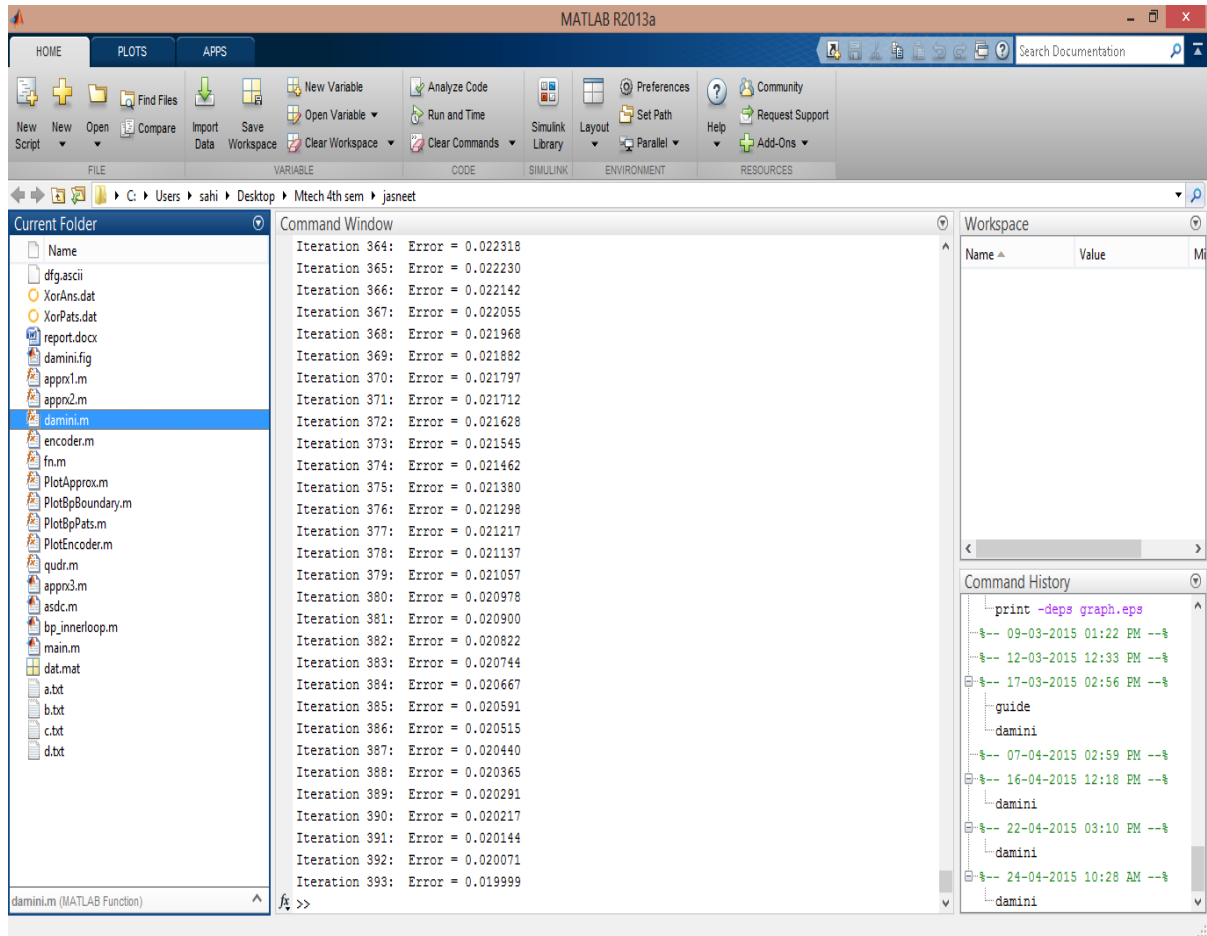 MATLAB R2013a
HOME PLOTS APPS
Search Documentation
New Script
New
Open
Find Files
Compare
Import Data
Save Workspace
New Variable
Open Variable
Clear Workspace
Analyze Code
Run and Time
Clear Commands
Simulink Library
Layout
Preferences
Set Path
Parallel
Help
Community
Request Support
Add-Ons
FILE VARIABLE CODE SIMULINK ENVIRONMENT RESOURCES
C: Users sahi Desktop Mtech 4th sem jasneet
Current Folder
Name
dfg.ascii
XorAns.dat
XorPats.dat
report.docx
damini.fig
apprx1.m
apprx2.m
damini.m
encoder.m
fn.m
PlotApprox.m
PlotBpBoundary.m
PlotBpPats.m
PlotEncoder.m
qudr.m
apprx3.m
asdc.m
bp_innerloop.m
main.m
dat.mat
a.txt
b.txt
c.txt
d.txt
damini.m (MATLAB Function)
Command Window
Iteration 364: Error = 0.022318
Iteration 365: Error = 0.022230
Iteration 366: Error = 0.022142
Iteration 367: Error = 0.022055
Iteration 368: Error = 0.021968
Iteration 369: Error = 0.021882
Iteration 370: Error = 0.021797
Iteration 371: Error = 0.021712
Iteration 372: Error = 0.021628
Iteration 373: Error = 0.021545
Iteration 374: Error = 0.021462
Iteration 375: Error = 0.021380
Iteration 376: Error = 0.021298
Iteration 377: Error = 0.021217
Iteration 378: Error = 0.021137
Iteration 379: Error = 0.021057
Iteration 380: Error = 0.020978
Iteration 381: Error = 0.020900
Iteration 382: Error = 0.020822
Iteration 383: Error = 0.020744
Iteration 384: Error = 0.020667
Iteration 385: Error = 0.020591
Iteration 386: Error = 0.020515
Iteration 387: Error = 0.020440
Iteration 388: Error = 0.020365
Iteration 389: Error = 0.020291
Iteration 390: Error = 0.020217
Iteration 391: Error = 0.020144
Iteration 392: Error = 0.020071
Iteration 393: Error = 0.019999
fx >>
Workspace
Name Value Mi
Command History
print -deps graph.eps
%-- 09-03-2015 01:22 PM --%
%-- 12-03-2015 12:33 PM --%
%-- 17-03-2015 02:56 PM --%
guide
damini
%-- 07-04-2015 02:59 PM --%
%-- 16-04-2015 12:18 PM --%
damini
%-- 22-04-2015 03:10 PM --%
damini
%-- 24-04-2015 10:28 AM --%
damini